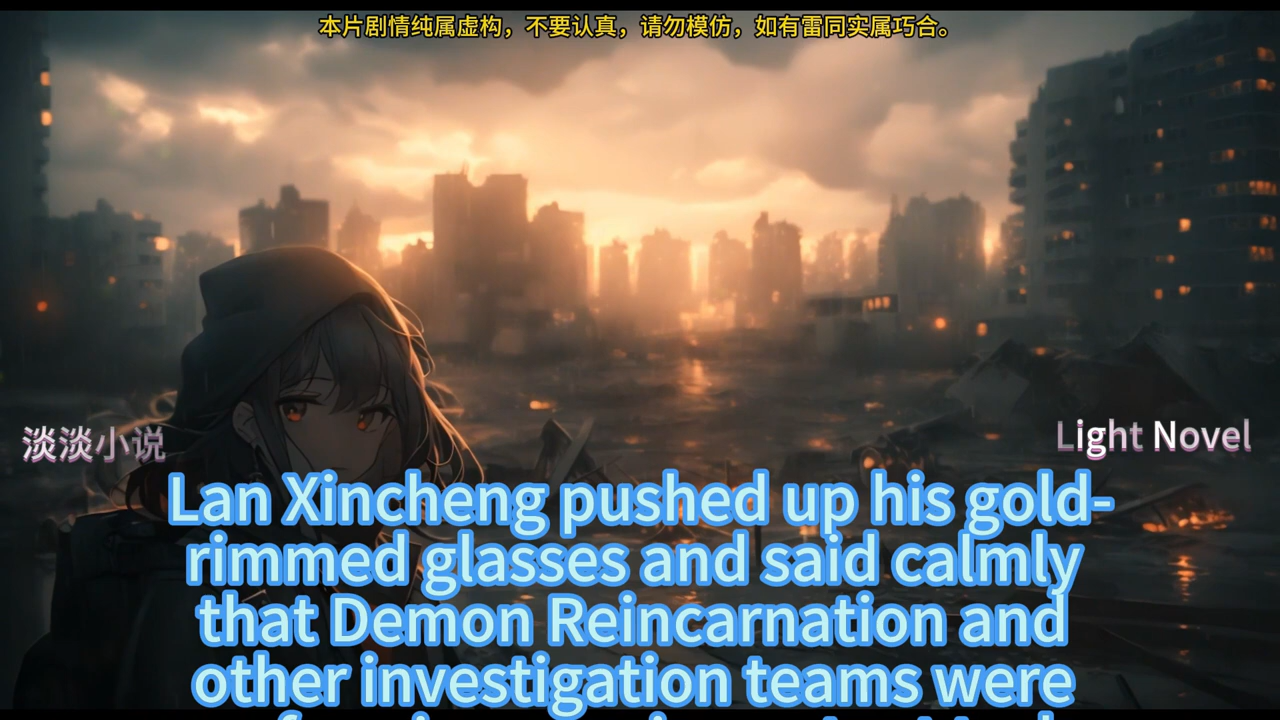 本片剧情纯属虚构，不要认真，请勿模仿，如有雷同实属巧合。
淡淡小说
Light Novel
Lan Xincheng pushed up his gold-
rimmed glasses and said calmly
that Demon Reincarnation and
other investigation teams were